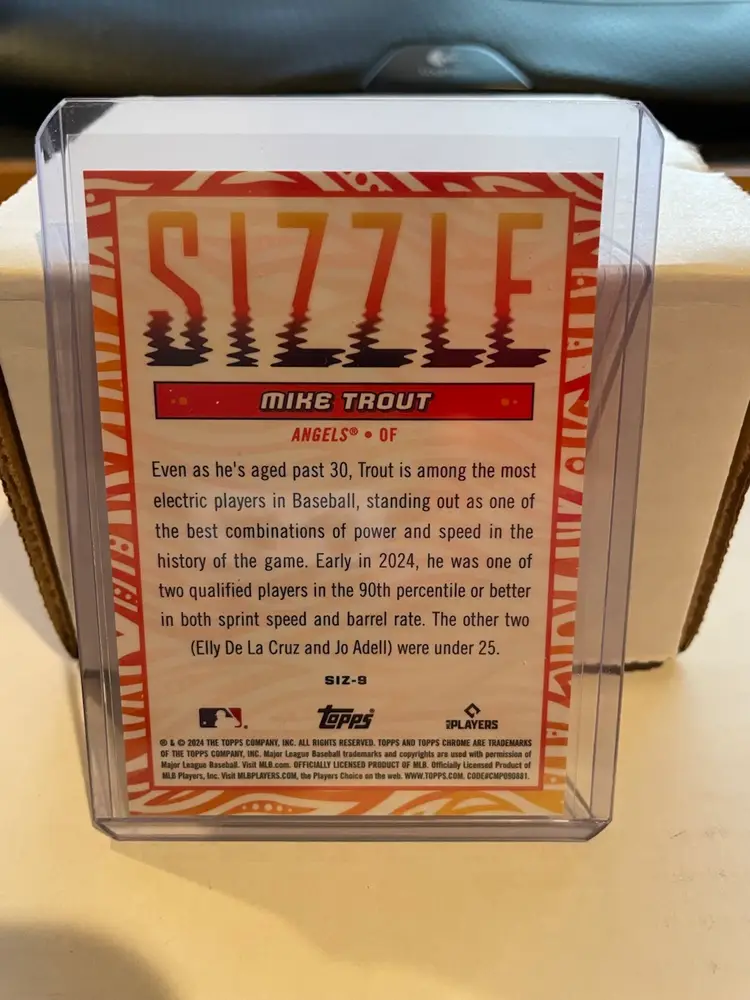 SIZZLE
MIKE TROUT
ANGELS® • OF
Even as he's aged past 30, Trout is among the most
electric players in Baseball, standing out as one of
the best combinations of power and speed in the
history of the game. Early in 2024, he was one of
two qualified players in the 90th percentile or better
in both sprint speed and barrel rate. The other two
(Elly De La Cruz and Jo Adell) were under 25.
SIZ-9
Topps
PLAYERS
® & © 2024 THE TOPPS COMPANY, INC. ALL RIGHTS RESERVED. TOPPS AND TOPPS CHROME ARE TRADEMARKS
OF THE TOPPS COMPANY, INC. Major League Baseball trademarks and copyrights are used with permission of
Major League Baseball. Visit MLB.com. OFFICIALLY LICENSED PRODUCT OF MLB. Officially Licensed Product of
MLB Players, Inc. Visit MLBPLAYERS.COM, the Players Choice on the web. WWW.TOPPS.COM. CODE#CMP090881.